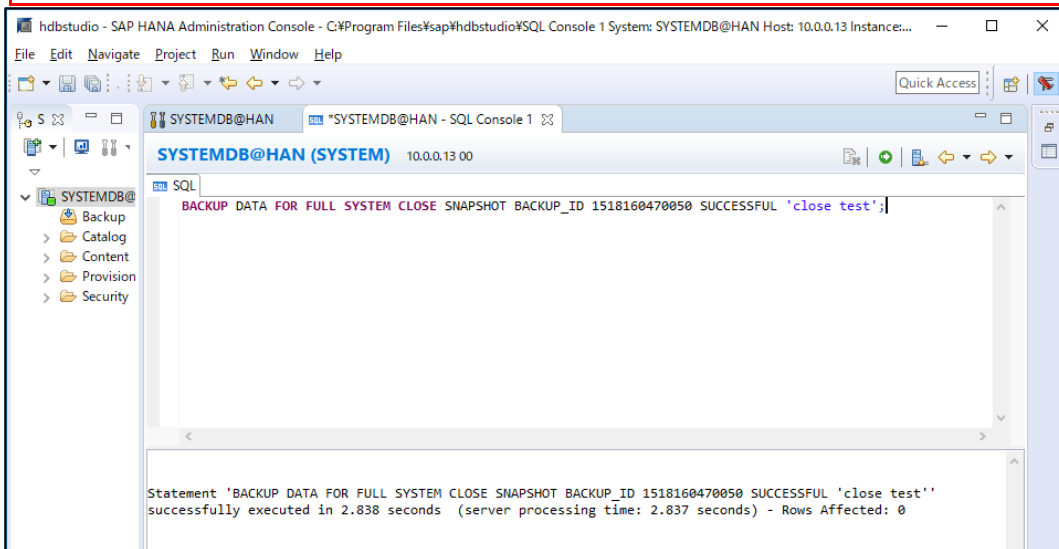 hdbstudio - SAP HANA Administration Console - C:¥Program Files¥sap¥hdbstudio¥SQL Console 1 System: SYSTEMDB@HAN Host: 10.0.0.13 Instance:...
File Edit Navigate Project Run Window Help
Quick Access
S
SYSTEMDB@HAN
*SYSTEMDB@HAN - SQL Console 1
SYSTEMDB@HAN (SYSTEM) 10.0.0.13 00
SQL
SYSTEMDB@
Backup
Catalog
Content
Provision
Security
BACKUP DATA FOR FULL SYSTEM CLOSE SNAPSHOT BACKUP_ID 1518160470050 SUCCESSFUL 'close test';
Statement 'BACKUP DATA FOR FULL SYSTEM CLOSE SNAPSHOT BACKUP_ID 1518160470050 SUCCESSFUL 'close test''
successfully executed in 2.838 seconds (server processing time: 2.837 seconds) - Rows Affected: 0